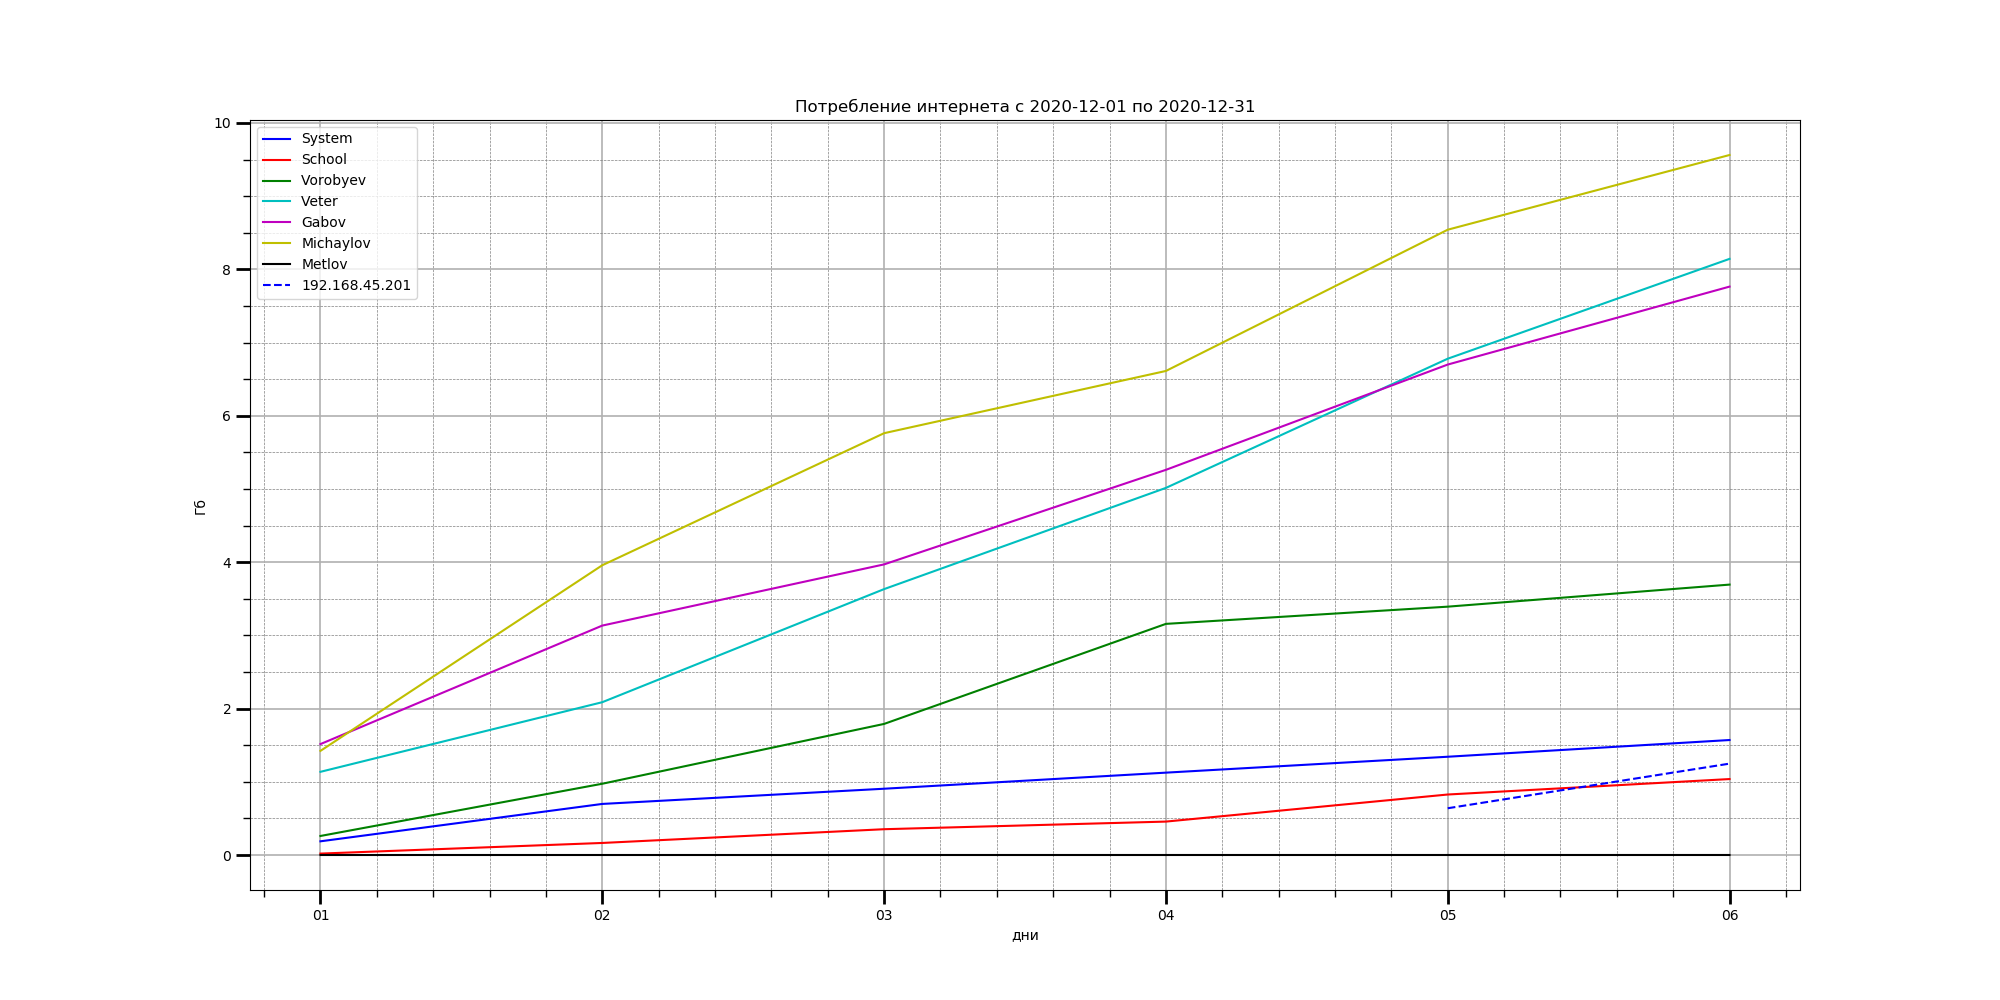 Потребление интернета с 2020-12-01 по 2020-12-31
10
8
6
4
2
0
Гб
System
School
Vorobyev
Veter
Gabov
Michaylov
Metlov
192.168.45.201
01 02 03 04 05 06
дни